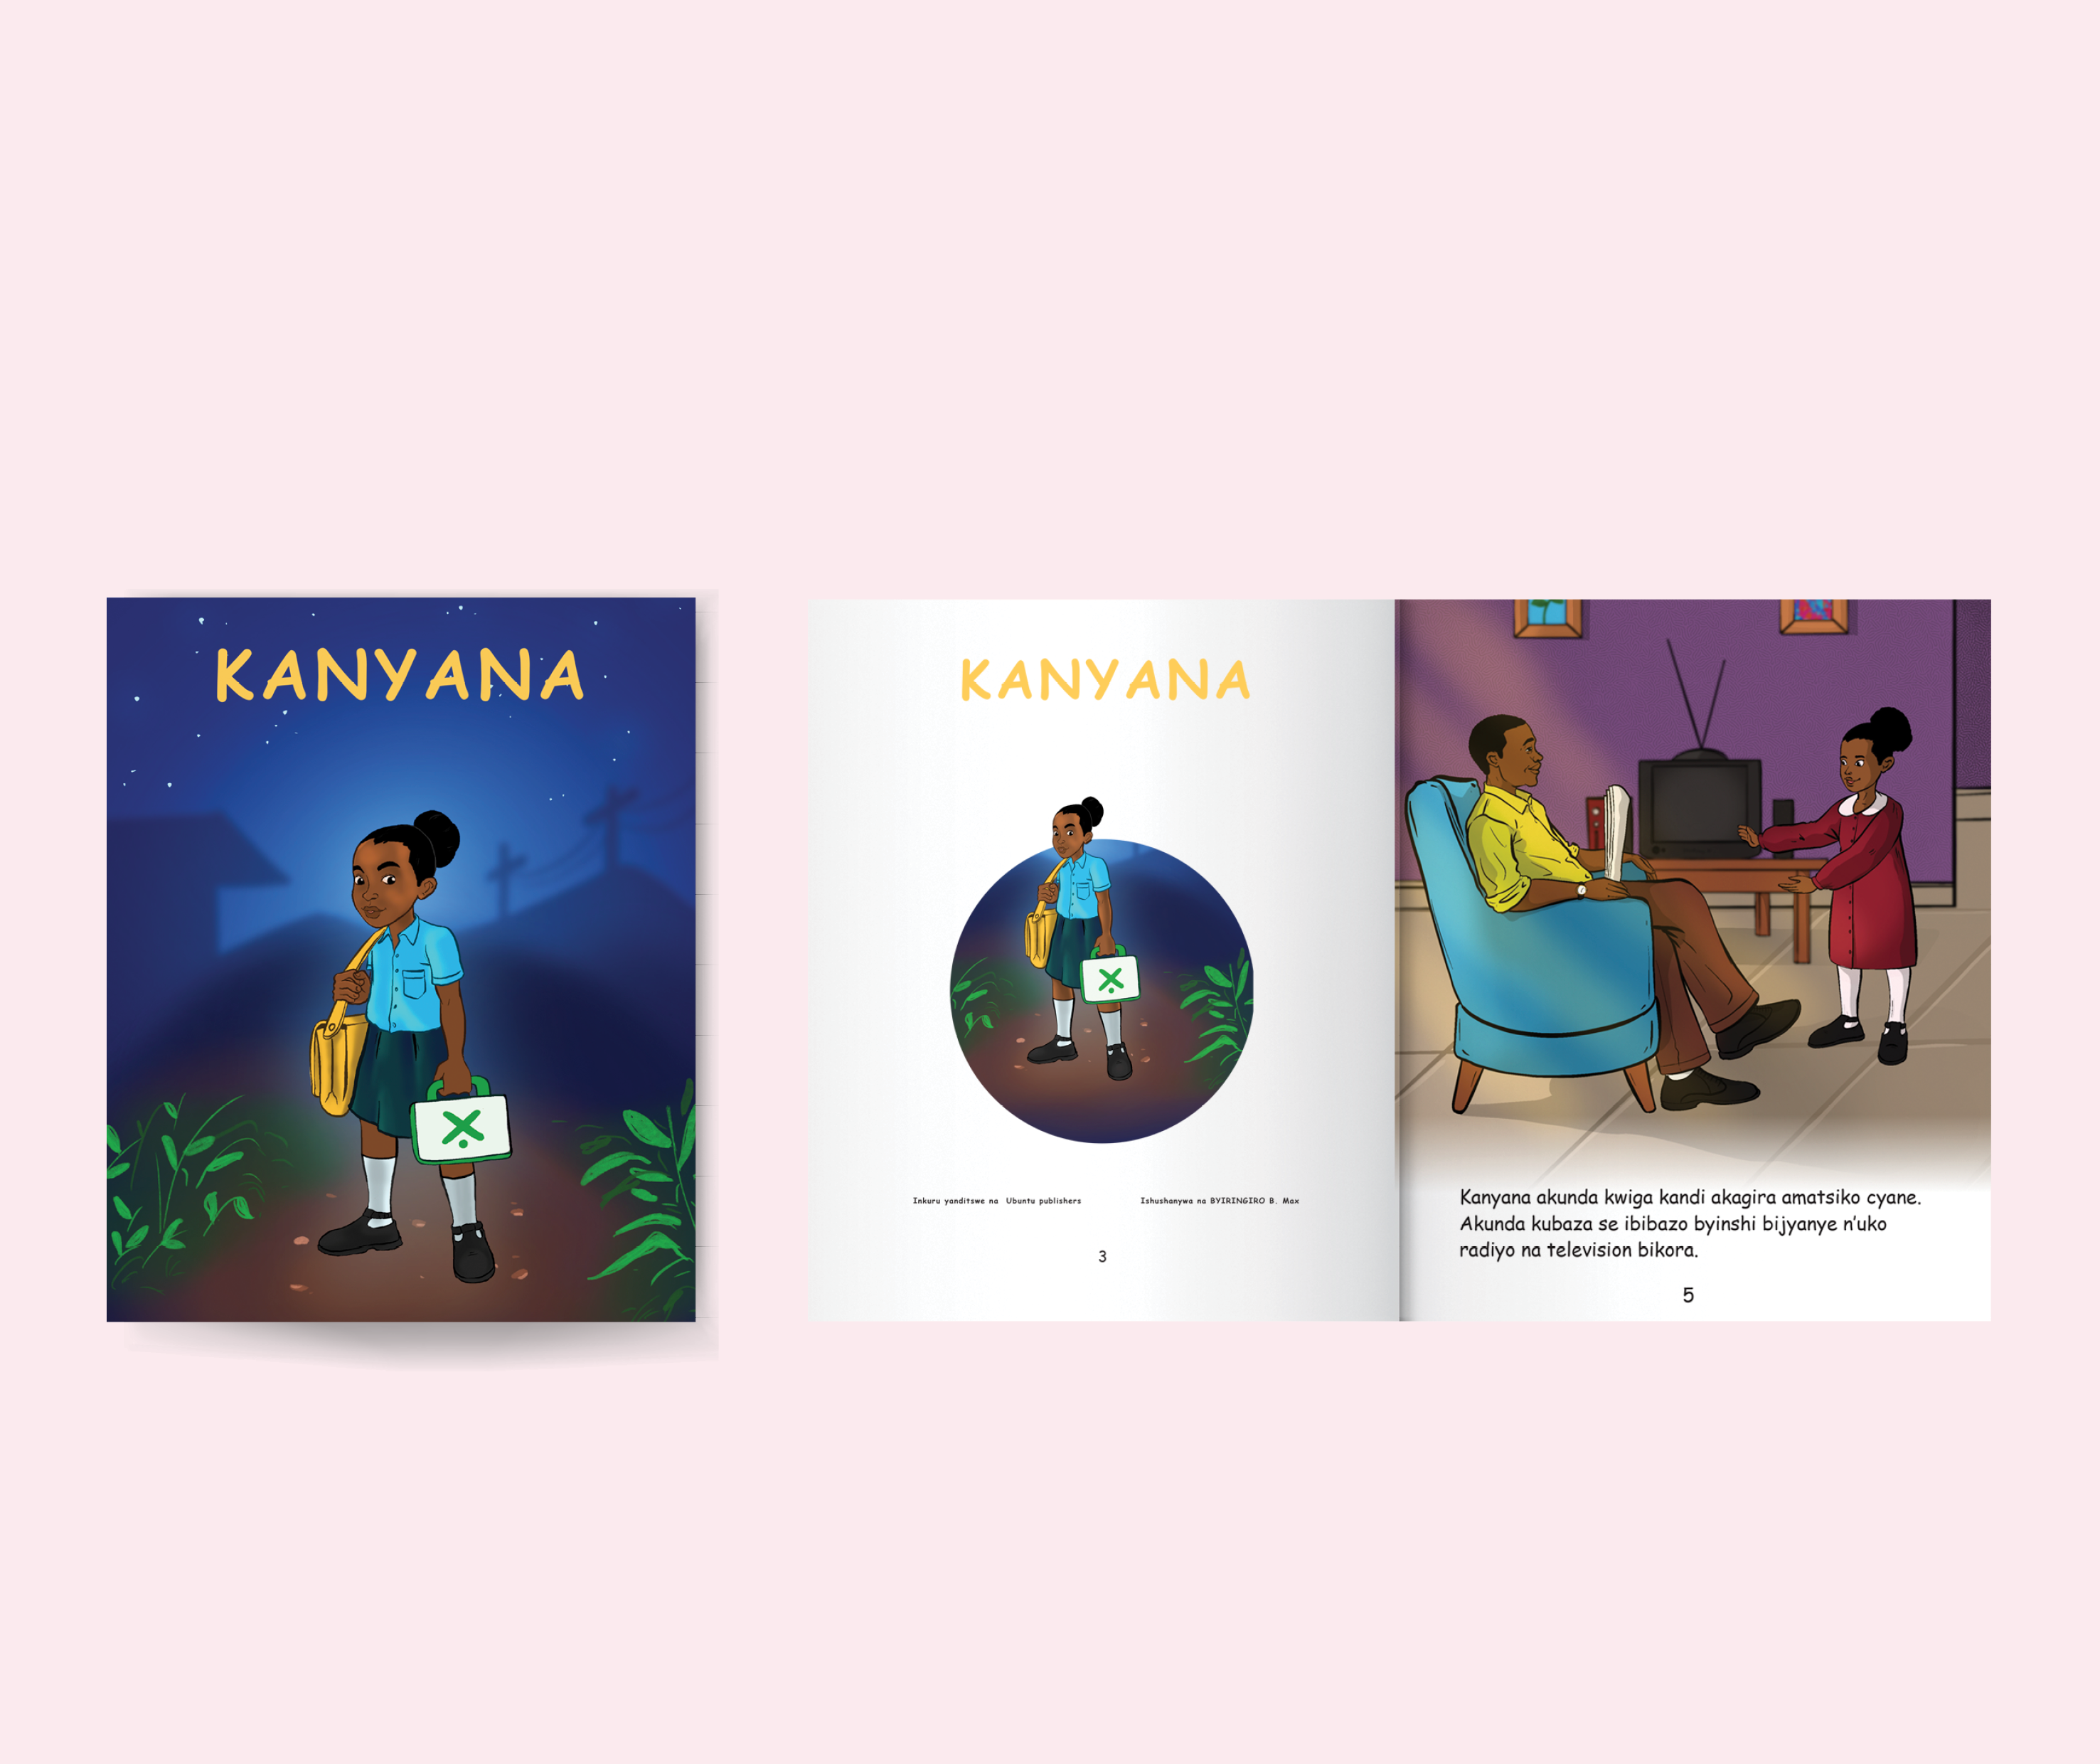 KANYANA
KANYANA
Inkuru yanditswe na Ubuntu publishers
Ishushanywa na BYIRINGIRO B. Max
3
Kanyana akunda kwiga kandi akagira amatsiko cyane.
Akunda kubaza se ibibazo byinshi bijyanye n'uko
radiyo na television bikora.
5